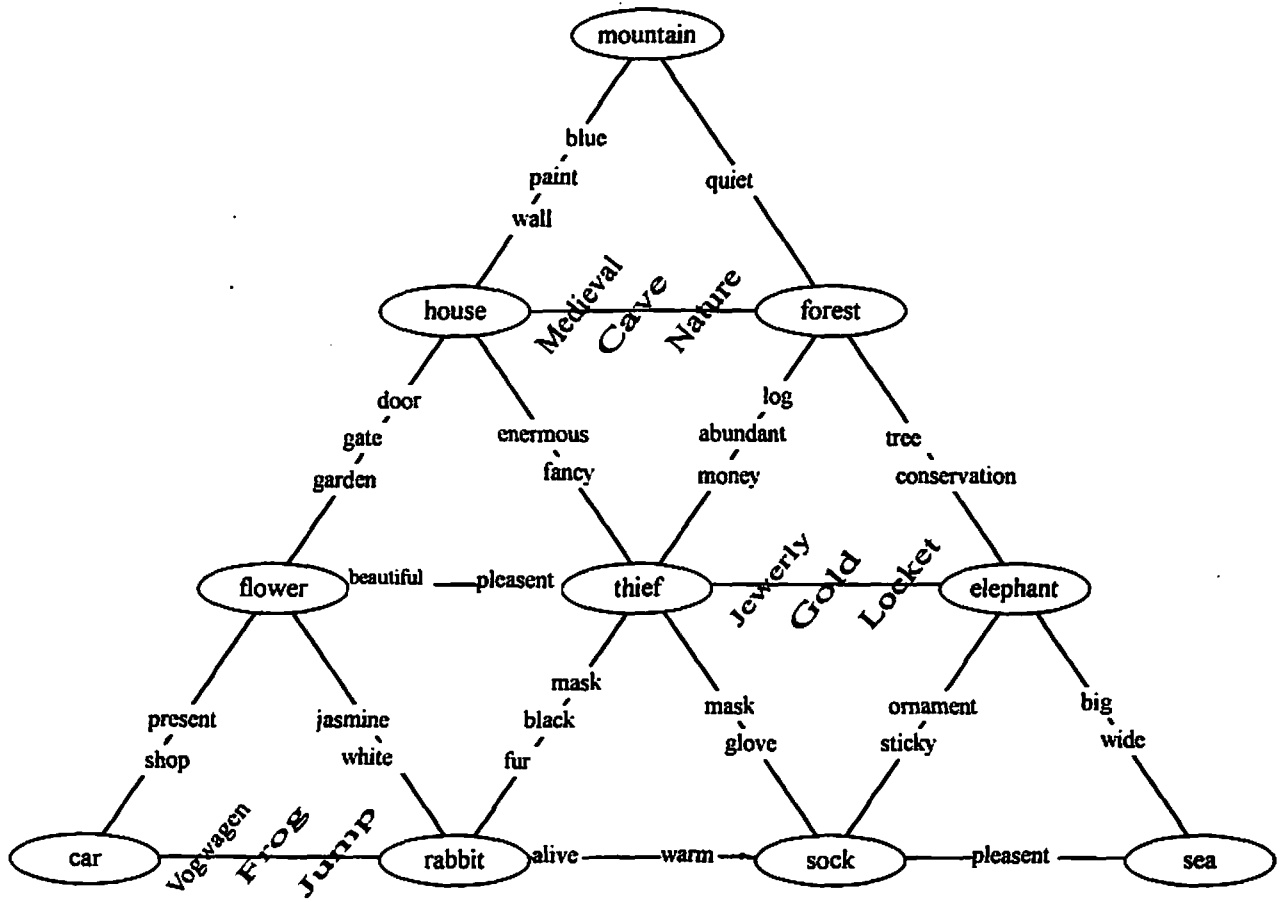 mountain
blue
paint
quiet
wall
house
Medieval
Cave
Nature
forest
door
log
gate
enermous
abundant
tree
garden
fancy
money
conservation
flower
beautiful
pleasent
thief
Jewerly
Gold
Locket
elephant
mask
present
jasmine
black
mask
ornament
big
shop
white
fur
glove
sticky
wide
car
Vogwagen
Frog
Jump
rabbit
alive
warm
sock
pleasent
sea